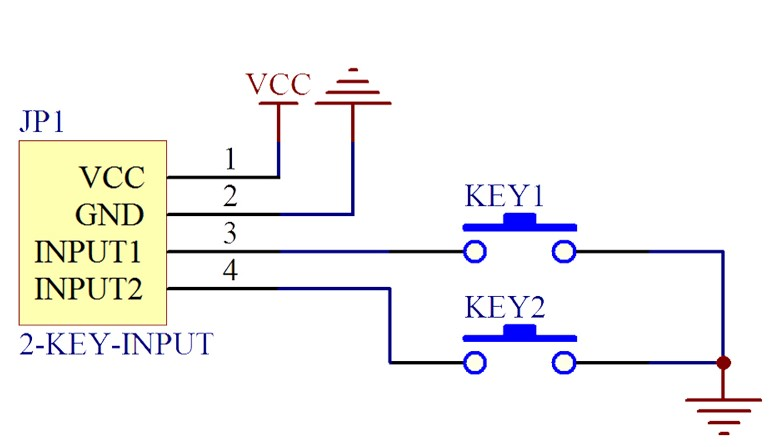 VCC
JP1
VCC 1
GND 2
INPUT1 3
INPUT2 4
2-KEY-INPUT
KEY1
KEY2